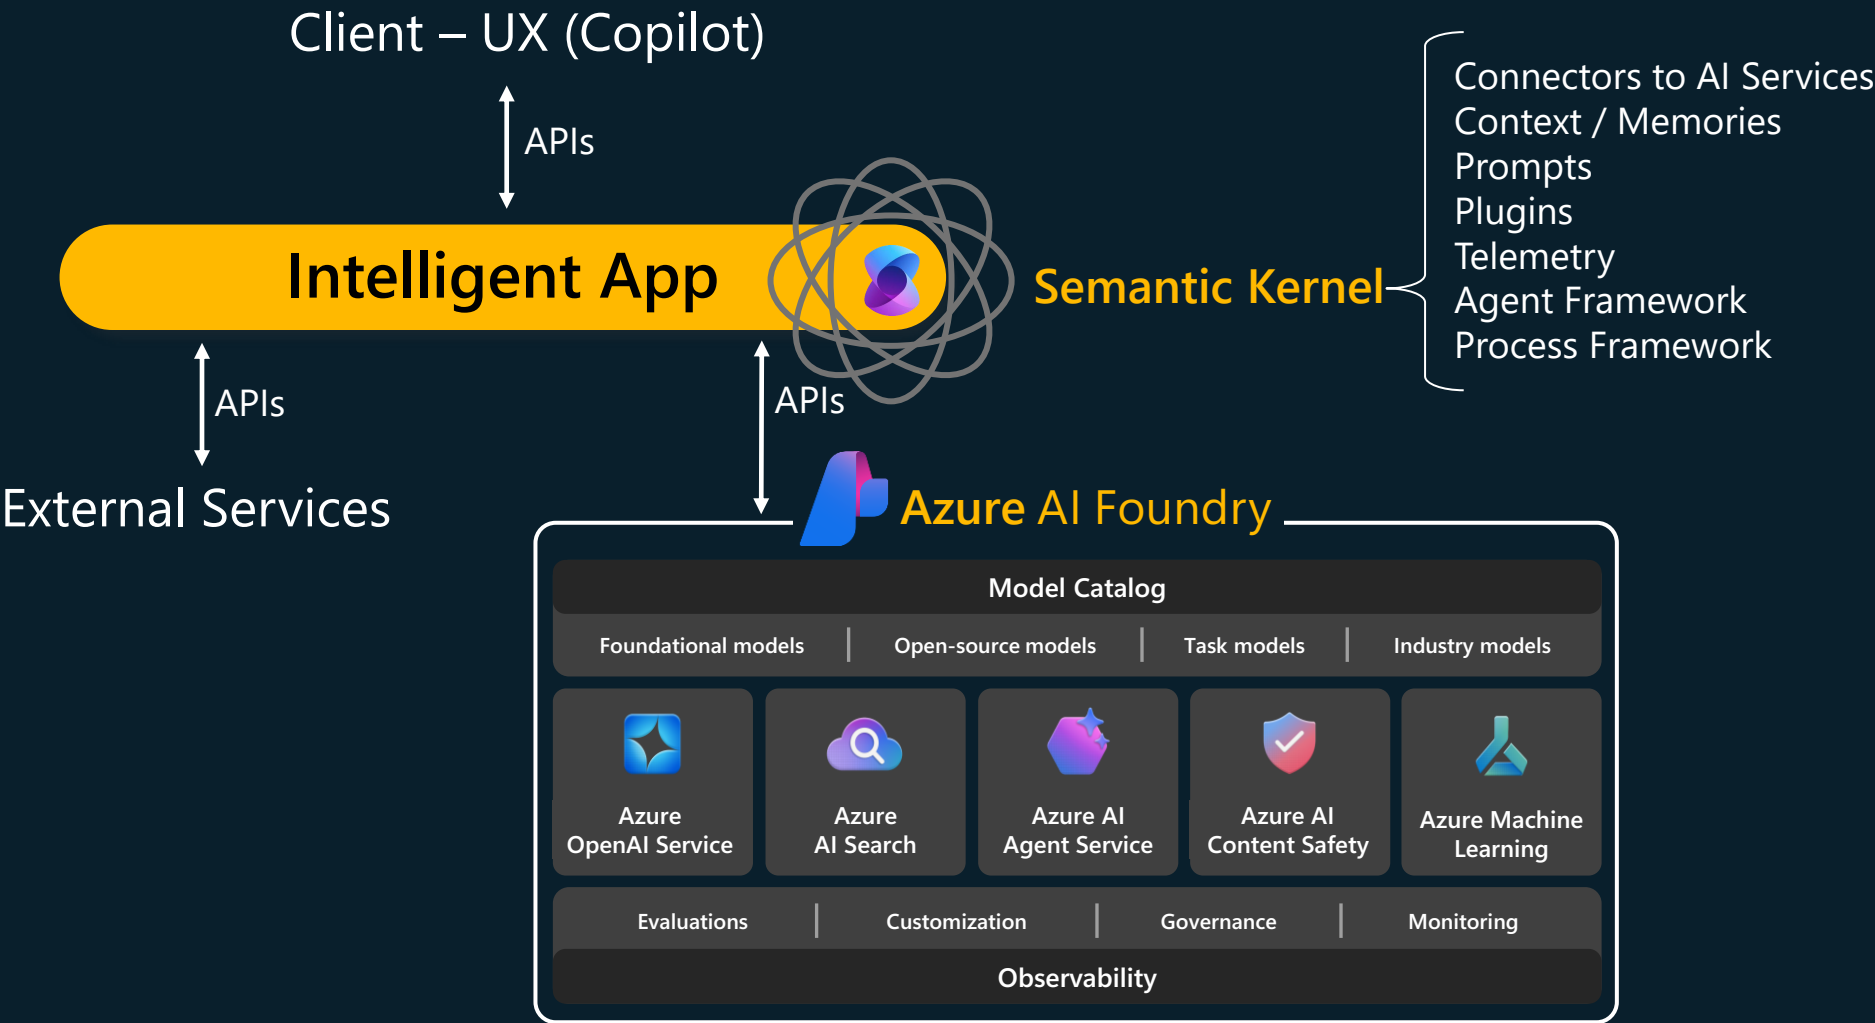 Client – UX (Copilot)
APIs
Intelligent App
Semantic Kernel
Connectors to AI Services
Context / Memories
Prompts
Plugins
Telemetry
Agent Framework
Process Framework
APIs
APIs
External Services
Azure AI Foundry
Model Catalog
Foundational models
Open-source models
Task models
Industry models
Azure
OpenAI Service
Azure
AI Search
Azure AI
Agent Service
Azure AI
Content Safety
Azure Machine
Learning
Evaluations
Customization
Governance
Monitoring
Observability